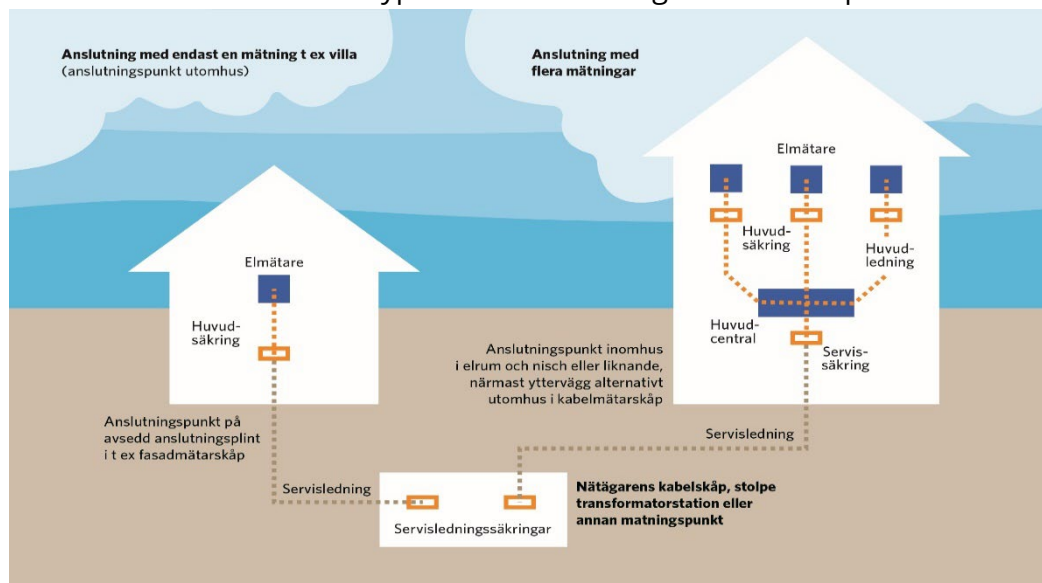 Anslutning med endast en mätning t ex villa
(anslutningspunkt utomhus)
Anslutning med
flera mätningar
Elmätare
Huvud-
säkring
Huvud-
ledning
Huvud-
central
Servis-
säkring
Elmätare
Huvud-
säkring
Anslutningspunkt inomhus
i elrum och nisch eller liknande,
närmast yttervägg alternativt
utomhus i kabelmätarskåp
Anslutningspunkt på
avsedd anslutningsplint
i t ex fasadmätarskåp
Servisledning
Servisledning
Servisledningssäkringar
Nätägarens kabelskåp, stolpe
transformatorstation eller
annan matningspunkt